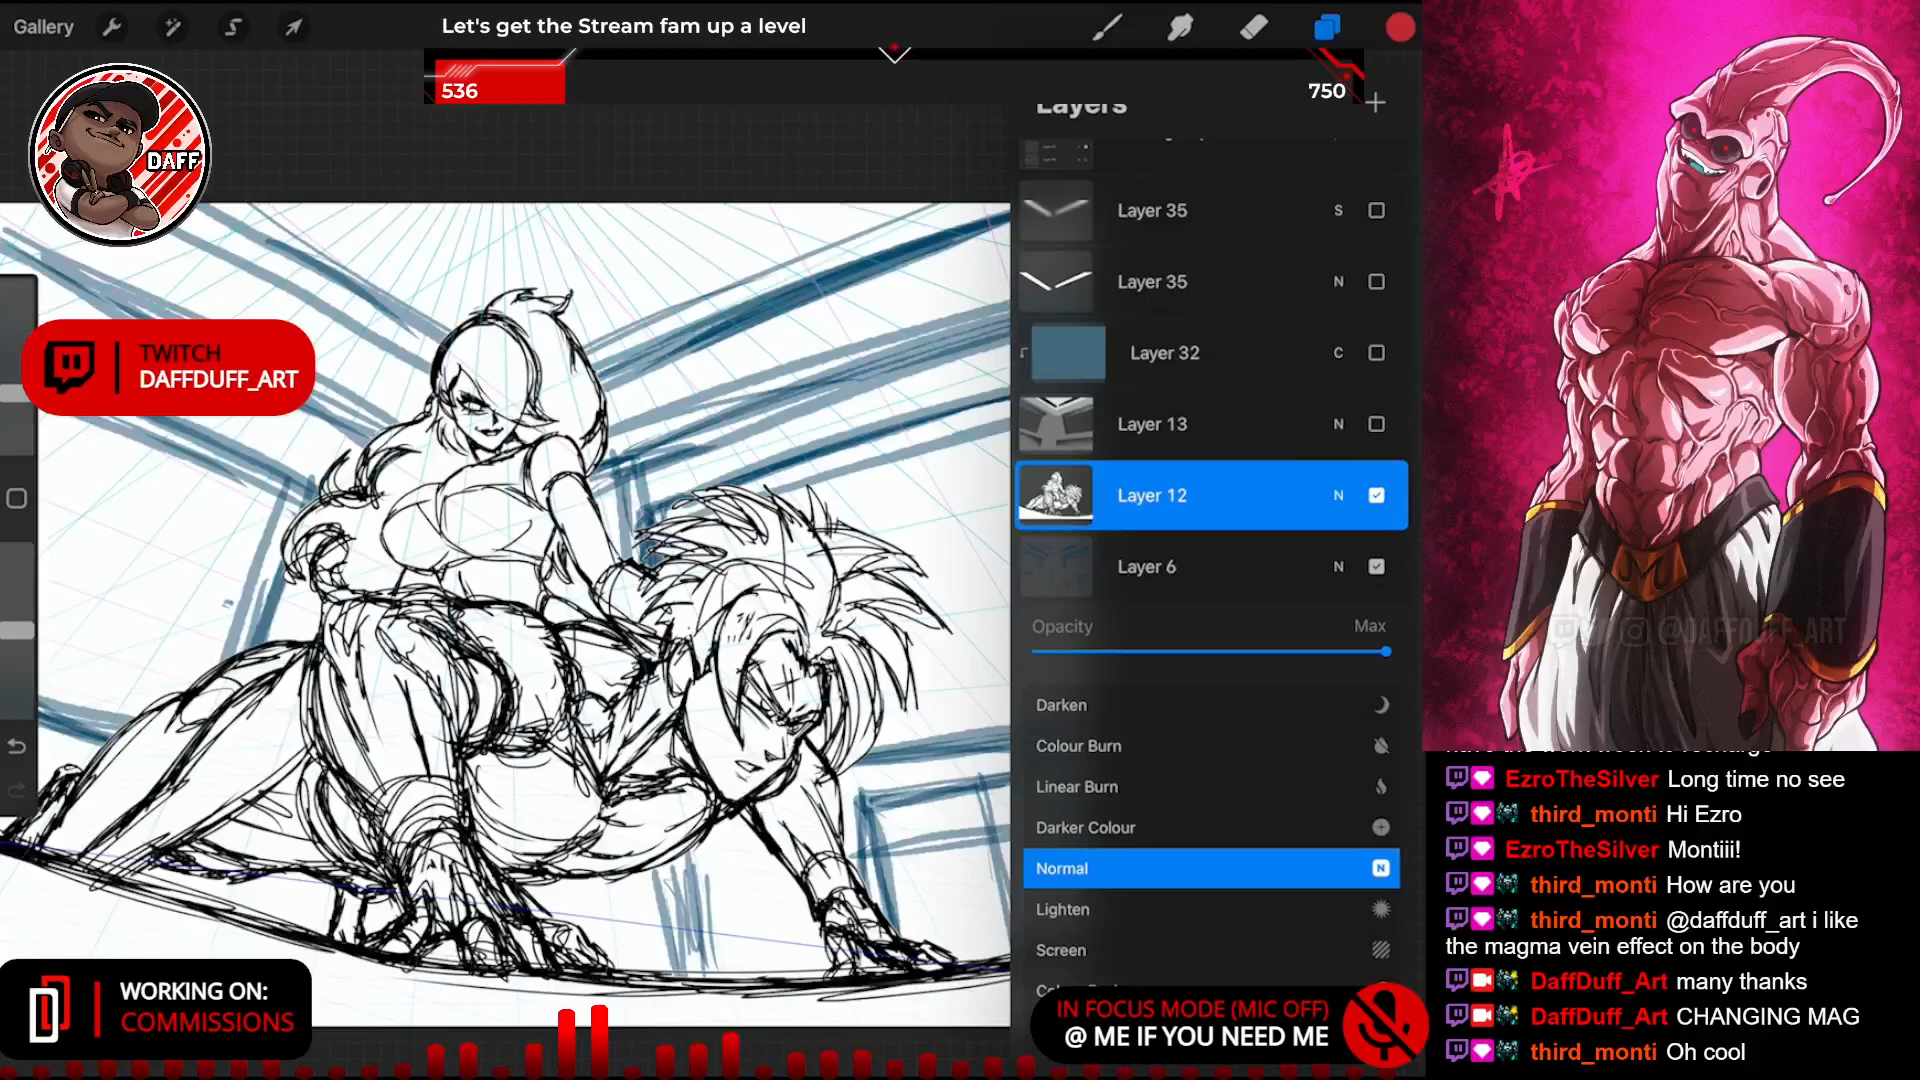 Gallery
Let's get the Stream fam up a level
536
750
DAFF
Layers
Layer 35 S
Layer 35 N
Layer 32 C
Layer 13 N
Layer 12 N
Layer 6 N
Opacity Max
Darken
Colour Burn
Linear Burn
Darker Colour
Normal N
Lighten
Screen
TWITCH
DAFFDUFF_ART
WORKING ON:
COMMISSIONS
IN FOCUS MODE (MIC OFF)
@ ME IF YOU NEED ME
@DAFFDUFF_ART
EzroTheSilver Long time no see
third_monti Hi Ezro
EzroTheSilver Montiii!
third_monti How are you
third_monti @daffduff_art i like
the magma vein effect on the body
DaffDuff_Art many thanks
DaffDuff_Art CHANGING MAG
third_monti Oh cool